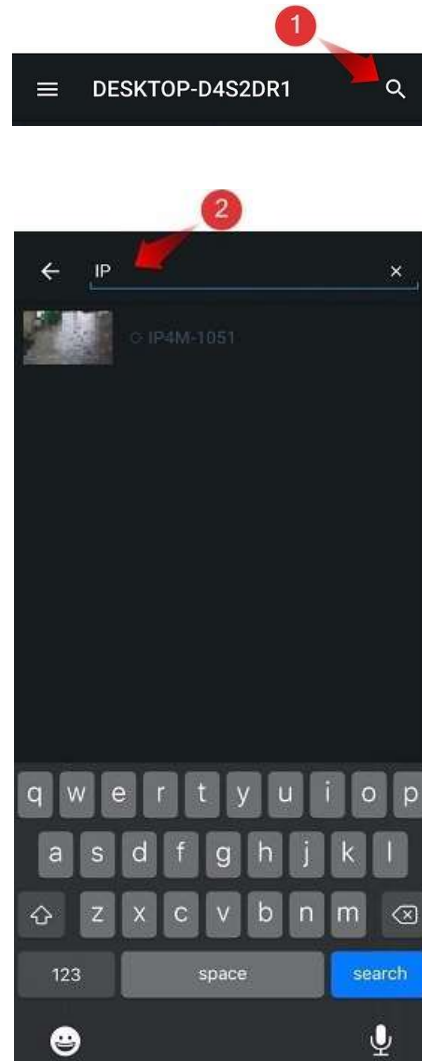 1
DESKTOP-D4S2DR1
2
IP
IP4M-1051
q w e r t y u i o p
a s d f g h j k l
z x c v b n m
123 space search